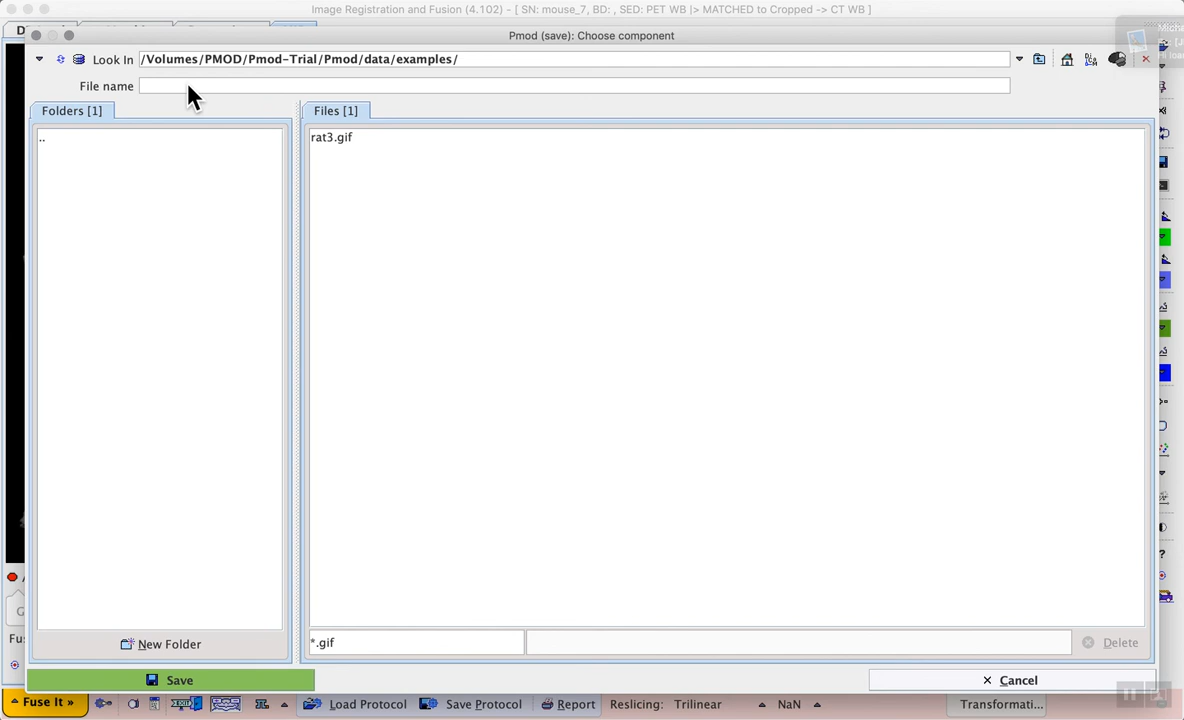 Image Registration and Fusion (4.102) - [ SN: mouse_7, BD: , SED: PET WB |> MATCHED to Cropped -> CT WB ]
Pmod (save): Choose component
Look In /Volumes/PMOD/Pmod-Trial/Pmod/data/examples/
File name
Folders [1]
Files [1]
..
rat3.gif
New Folder
*.gif
Delete
Save
Cancel
Fuse It »
Load Protocol
Save Protocol
Report
Reslicing: Trilinear
NaN
Transformati...